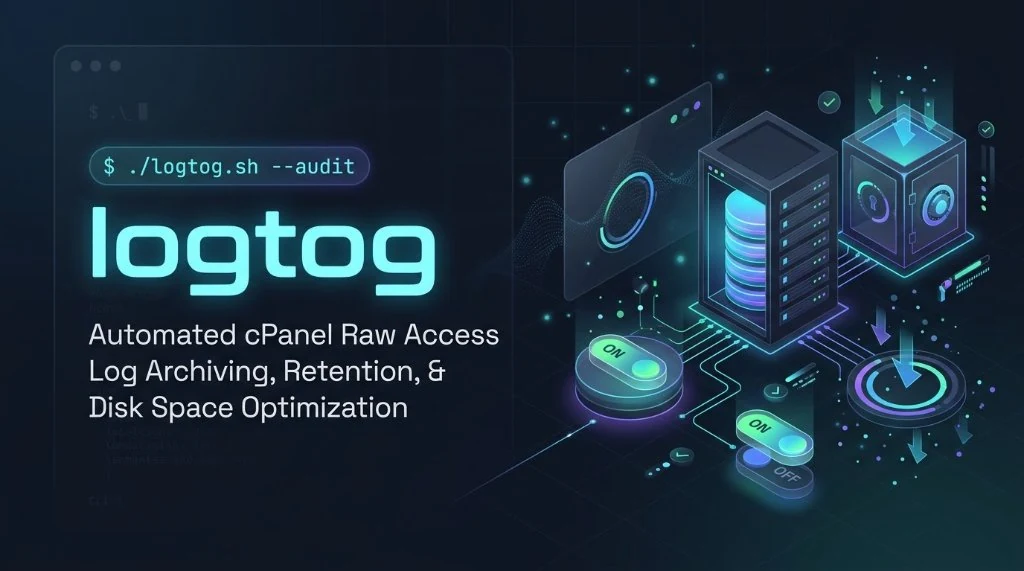 $ ./logtog.sh --audit
logtog
Automated cPanel Raw Access
Log Archiving, Retention, &
Disk Space Optimization
ON
ON
OFF